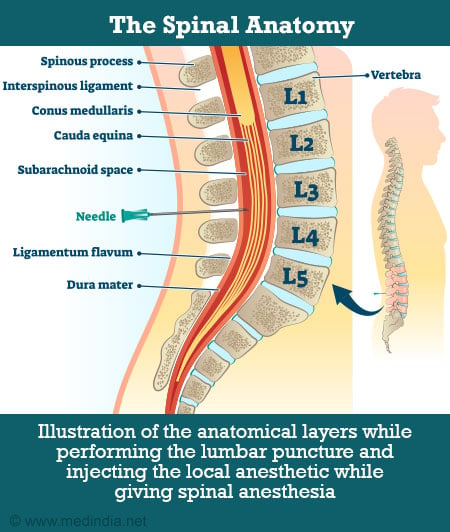 The Spinal Anatomy
Spinous process
Interspinous ligament
Conus medullaris
Cauda equina
Subarachnoid space
Needle
Ligamentum flavum
Dura mater
Vertebra
L1
L2
L3
L4
L5
Illustration of the anatomical layers while
performing the lumbar puncture and
injecting the local anesthetic while
giving spinal anesthesia
© www.medindia.net